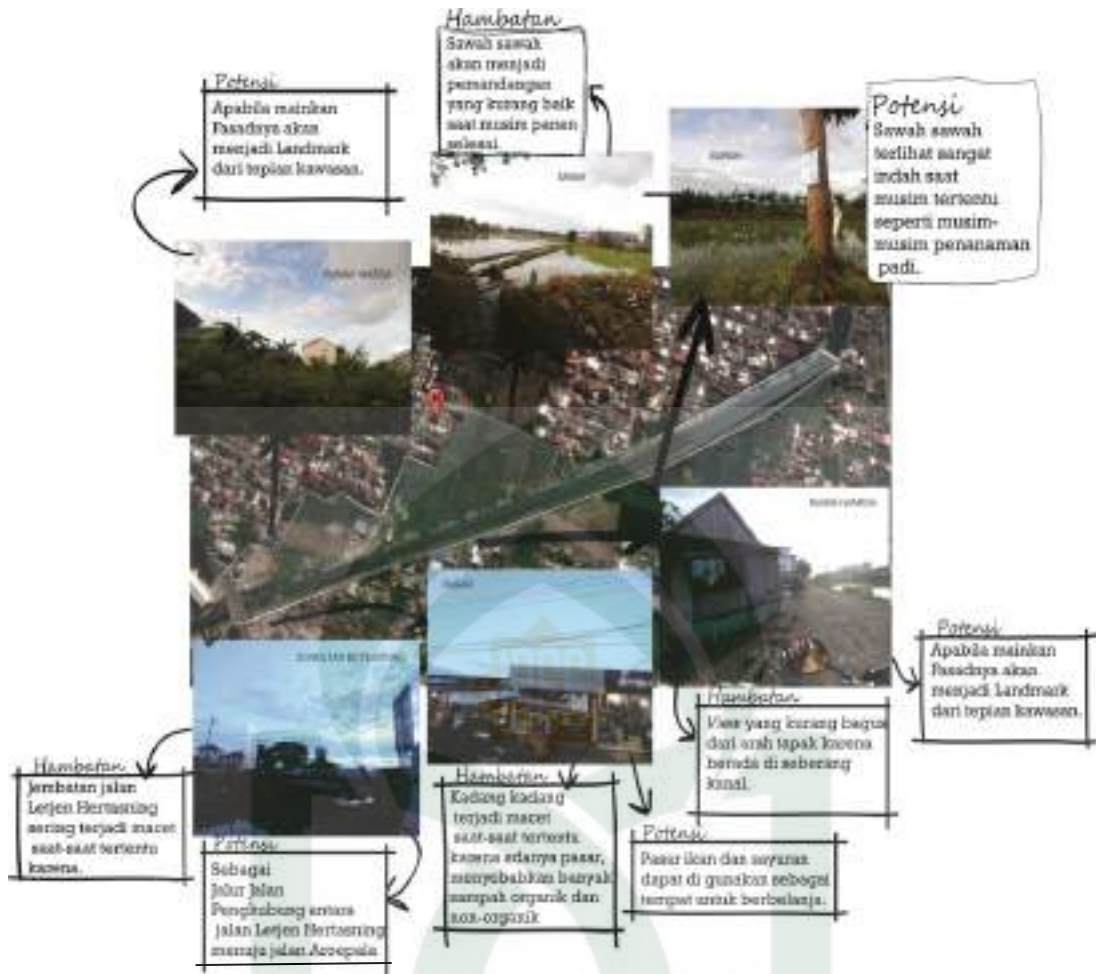 Hambatan
Sawah sawah
akan menjadi
pemandangan
yang kurang baik
saat musim panen
selesai.
Potensi
Apabila mainkan
Fasadnya akan
menjadi Landmark
dari tepian kawasan.
Potensi
Sawah sawah
terlihat sangat
indah saat
musim tertentu
seperti musim-
musim penanaman
padi.
Potensi
Apabila mainkan
Fasadnya akan
menjadi Landmark
dari tepian kawasan.
Hambatan
View yang kurang bagus
dari arah tapak karena
berada di seberang
kanal.
Hambatan
Jembatan jalan
Letjen Hertasning
sering terjadi macet
saat-saat tertentu
karena.
Hambatan
Kadang kadang
terjadi macet
saat-saat tertentu
karena adanya pasar,
menyebabkan banyak
sampah organik dan
non-organik
Potensi
Pasar ikan dan sayuran
dapat di gunakan sebagai
tempat untuk berbelanja.
Potensi
Sebagai
Jalur Jalan
Penghubung antara
jalan Letjen Hertasning
menuju jalan Aroepala